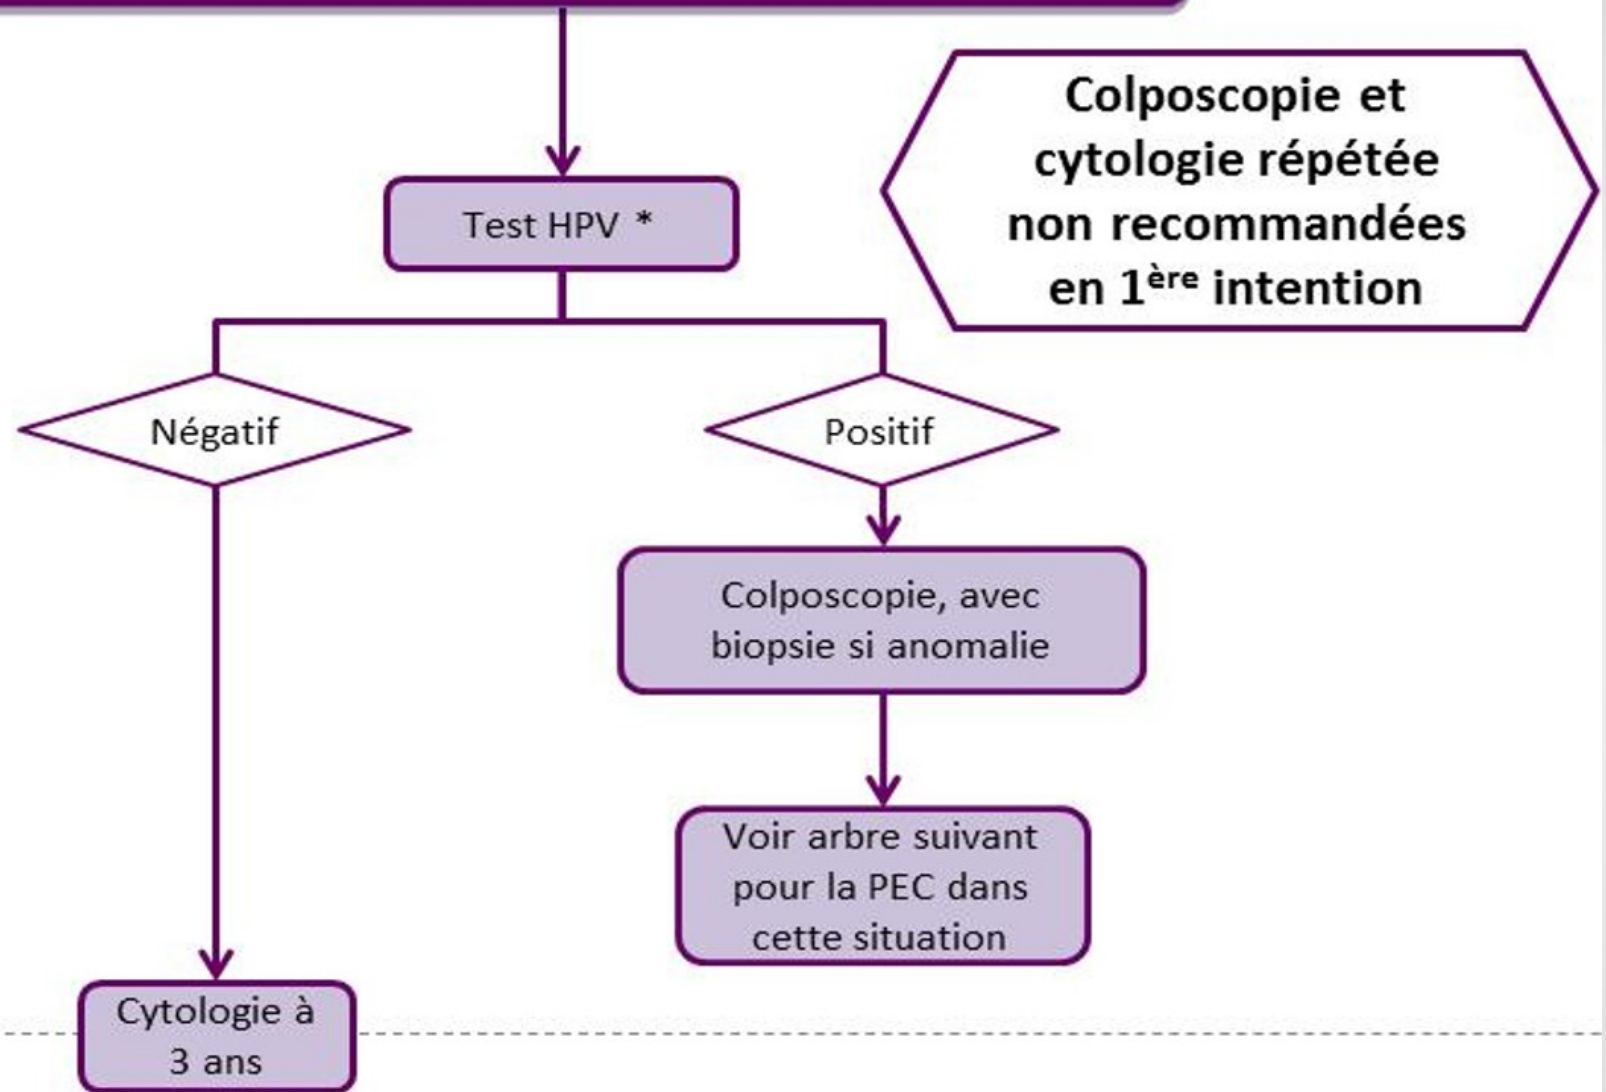 Colposcopie et
cytologie répétée
non recommandées
en 1ère intention
Test HPV *
Négatif
Positif
Colposcopie, avec
biopsie si anomalie
Voir arbre suivant
pour la PEC dans
cette situation
Cytologie à
3 ans